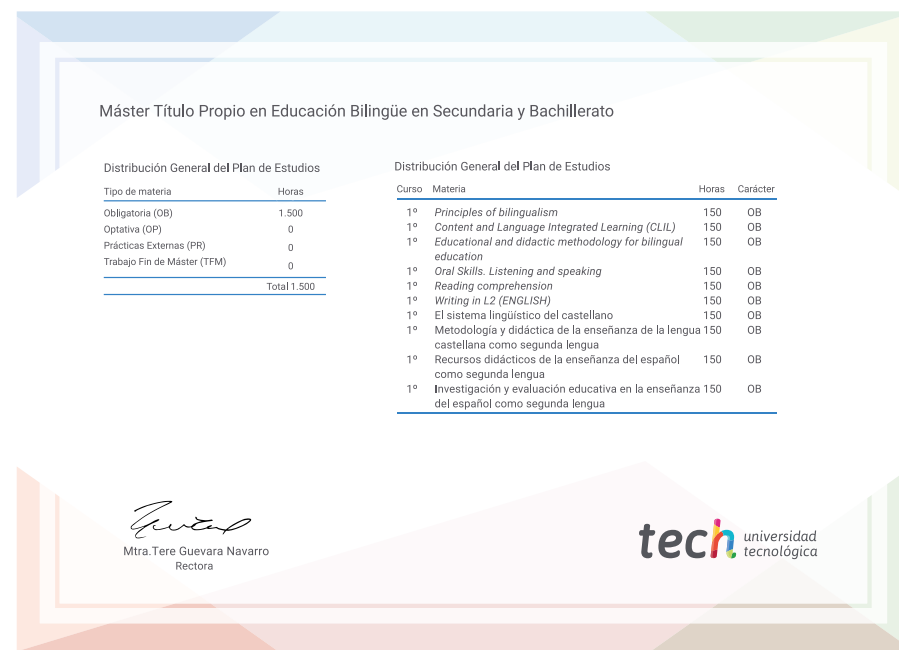 Máster Título Propio en Educación Bilingüe en Secundaria y Bachillerato
Distribución General del Plan de Estudios
Tipo de materia Horas
Obligatoria (OB) 1.500
Optativa (OP) 0
Prácticas Externas (PR) 0
Trabajo Fin de Máster (TFM) 0
Total 1.500
Distribución General del Plan de Estudios
Curso Materia Horas Carácter
1º Principles of bilingualism 150 OB
1º Content and Language Integrated Learning (CLIL) 150 OB
1º Educational and didactic methodology for bilingual 150 OB
education
1º Oral Skills. Listening and speaking 150 OB
1º Reading comprehension 150 OB
1º Writing in L2 (ENGLISH) 150 OB
1º El sistema lingüístico del castellano 150 OB
1º Metodología y didáctica de la enseñanza de la lengua 150 OB
castellana como segunda lengua
1º Recursos didácticos de la enseñanza del español 150 OB
como segunda lengua
1º Investigación y evaluación educativa en la enseñanza 150 OB
del español como segunda lengua
Mtra.Tere Guevara Navarro
Rectora
tech universidad
tecnológica